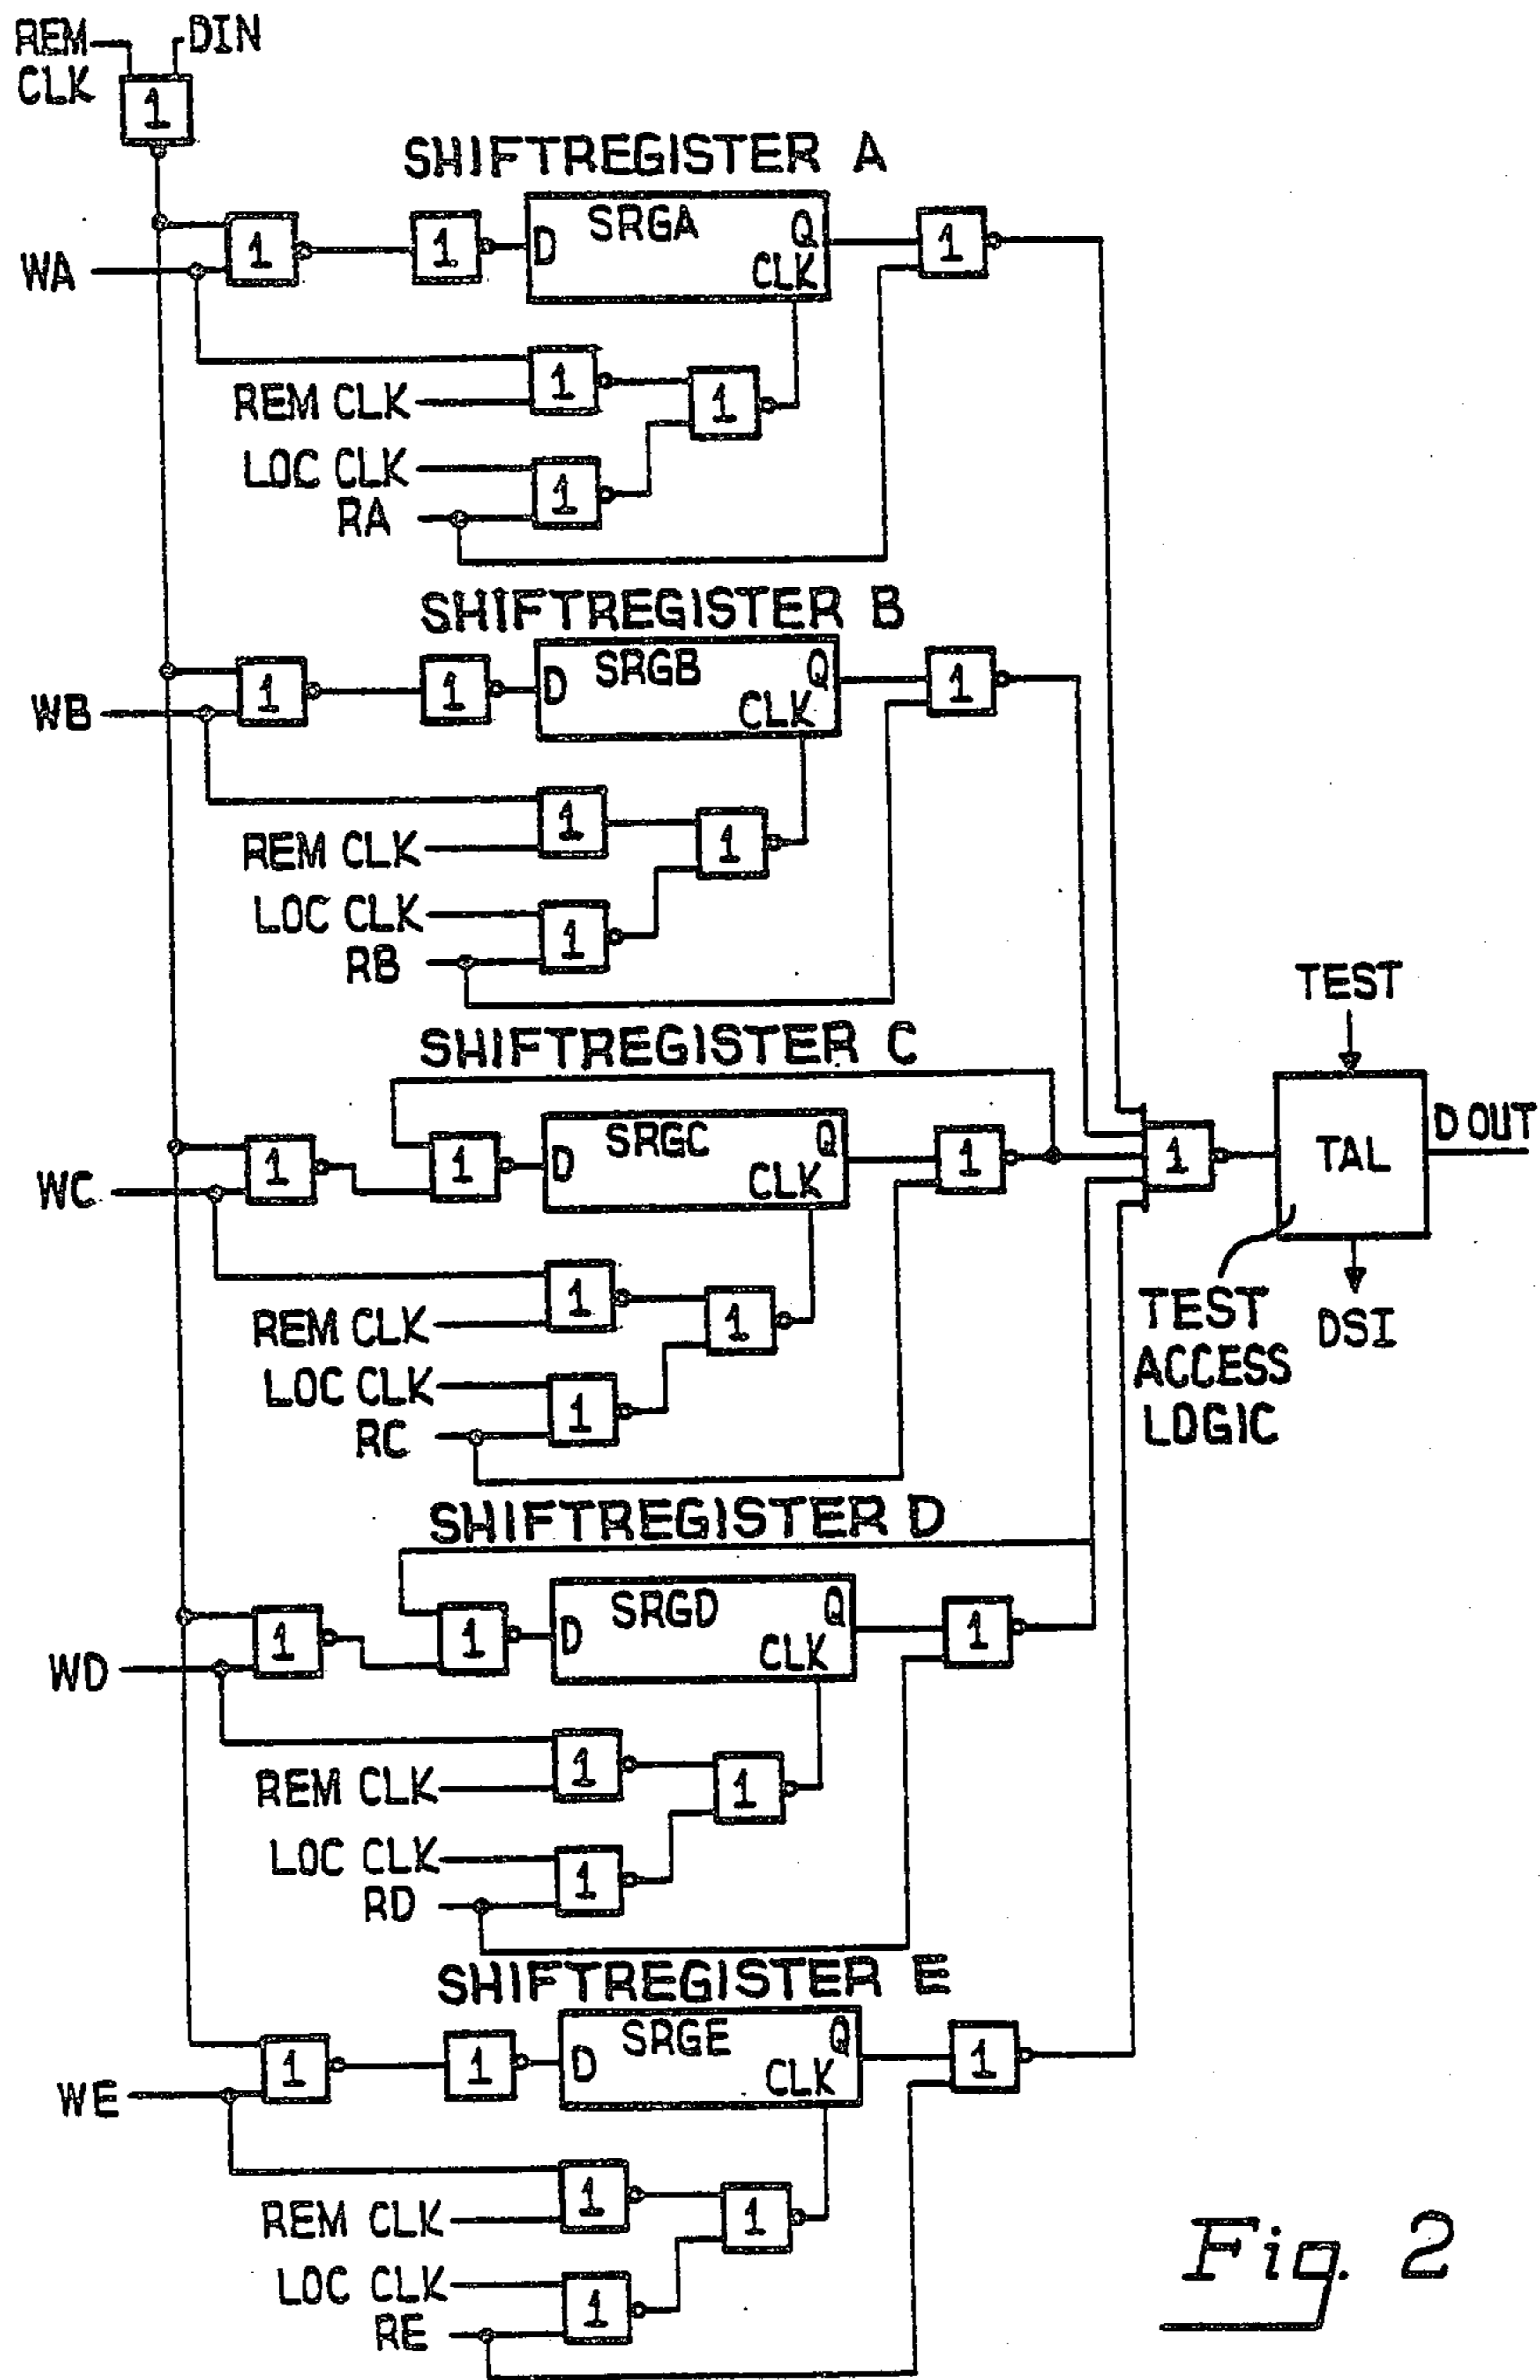 REM CLK
DIN
1
SHIFTREGISTER A
WA
1
1
D SRGA Q
CLK
1
1
REM CLK
1
LOC CLK
1
RA
SHIFTREGISTER B
WB
1
1
D SRGB Q
CLK
1
1
REM CLK
1
LOC CLK
1
RB
SHIFTREGISTER C
WC
1
1
D SRGC Q
CLK
1
1
REM CLK
1
LOC CLK
1
RC
SHIFTREGISTER D
WD
1
1
D SRGD Q
CLK
1
1
REM CLK
1
LOC CLK
1
RD
SHIFTREGISTER E
WE
1
1
D SRGE Q
CLK
1
1
REM CLK
1
LOC CLK
1
RE
1
TEST
TAL
D OUT
DSI
TEST
ACCESS
LOGIC
Fig. 2